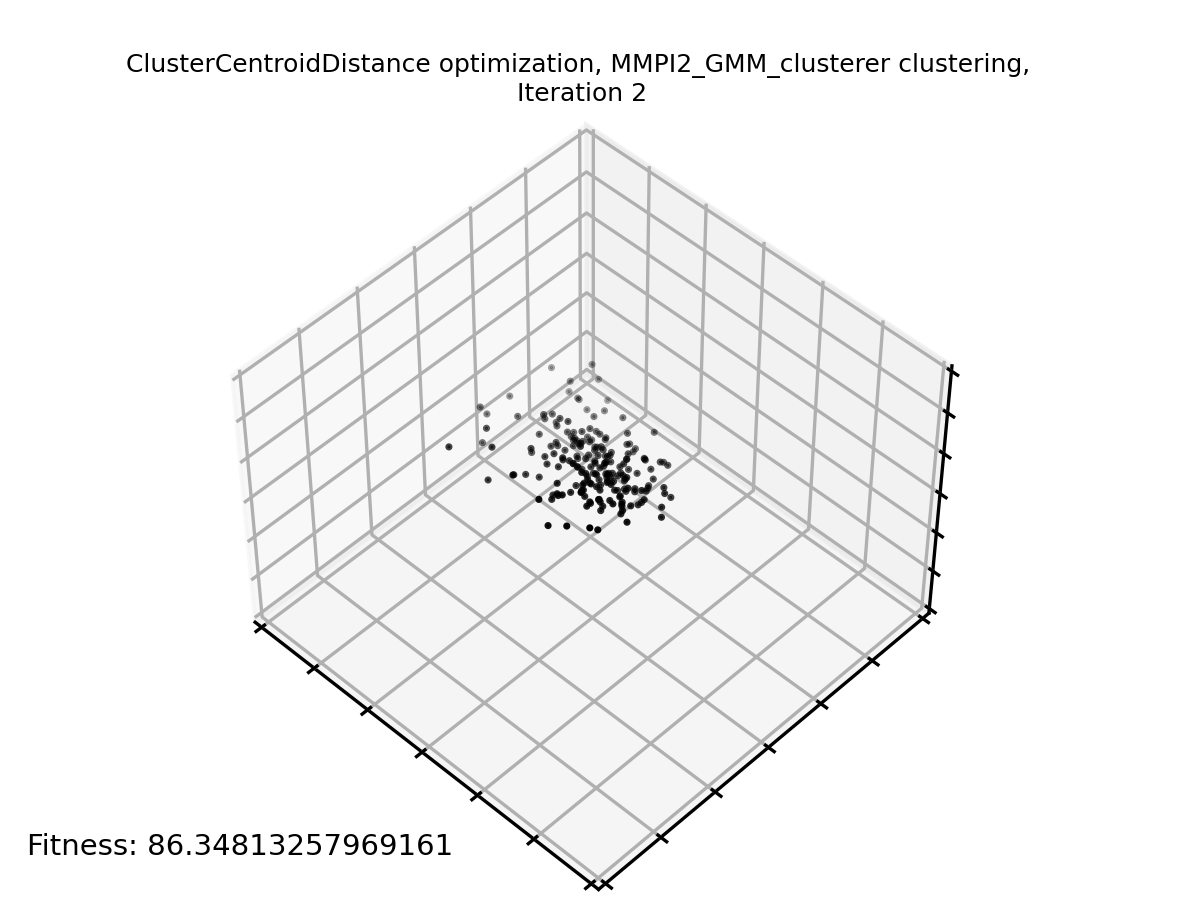 ClusterCentroidDistance optimization, MMPI2_GMM_clusterer clustering,
Iteration 2
Fitness: 86.34813257969161